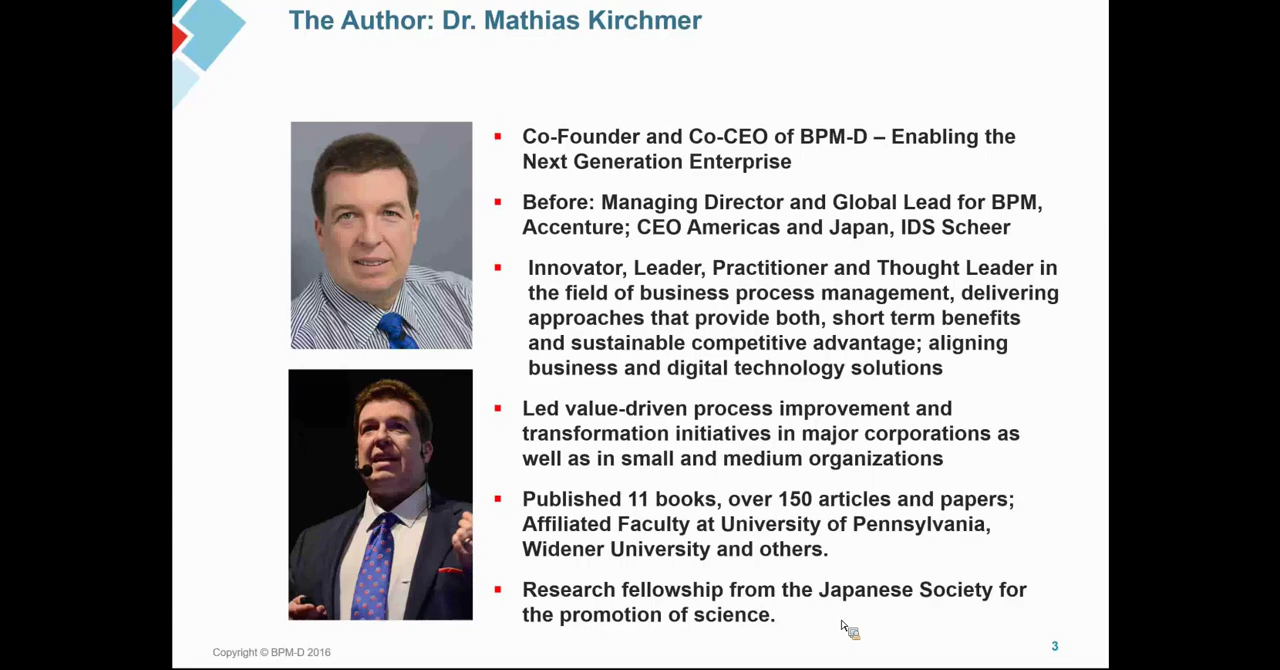 The Author: Dr. Mathias Kirchmer
Co-Founder and Co-CEO of BPM-D – Enabling the
Next Generation Enterprise
Before: Managing Director and Global Lead for BPM,
Accenture; CEO Americas and Japan, IDS Scheer
Innovator, Leader, Practitioner and Thought Leader in
the field of business process management, delivering
approaches that provide both, short term benefits
and sustainable competitive advantage; aligning
business and digital technology solutions
Led value-driven process improvement and
transformation initiatives in major corporations as
well as in small and medium organizations
Published 11 books, over 150 articles and papers;
Affiliated Faculty at University of Pennsylvania,
Widener University and others.
Research fellowship from the Japanese Society for
the promotion of science.
Copyright © BPM-D 2016
3